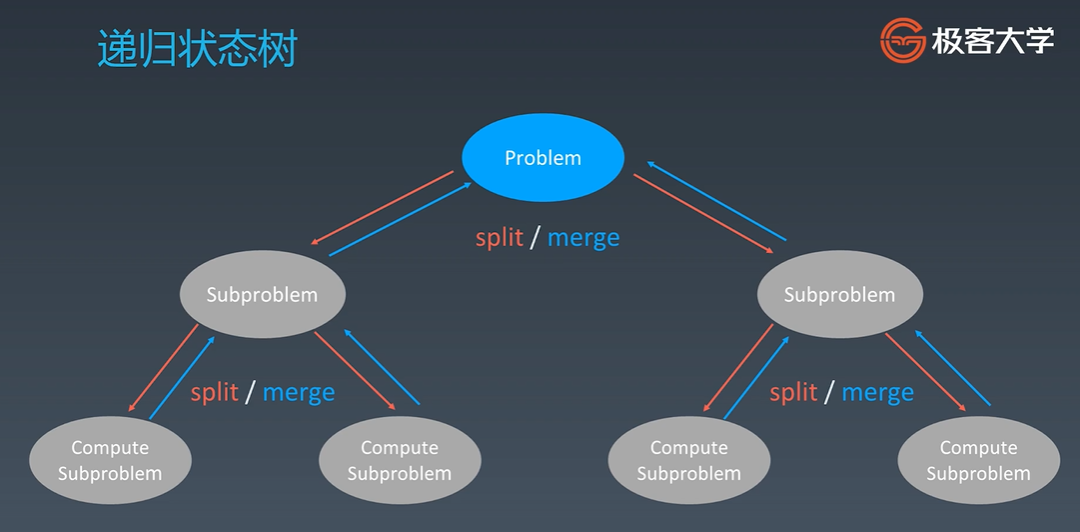 递归状态树
极客大学
Problem
split / merge
Subproblem
Subproblem
split / merge
split / merge
Compute
Subproblem
Compute
Subproblem
Compute
Subproblem
Compute
Subproblem